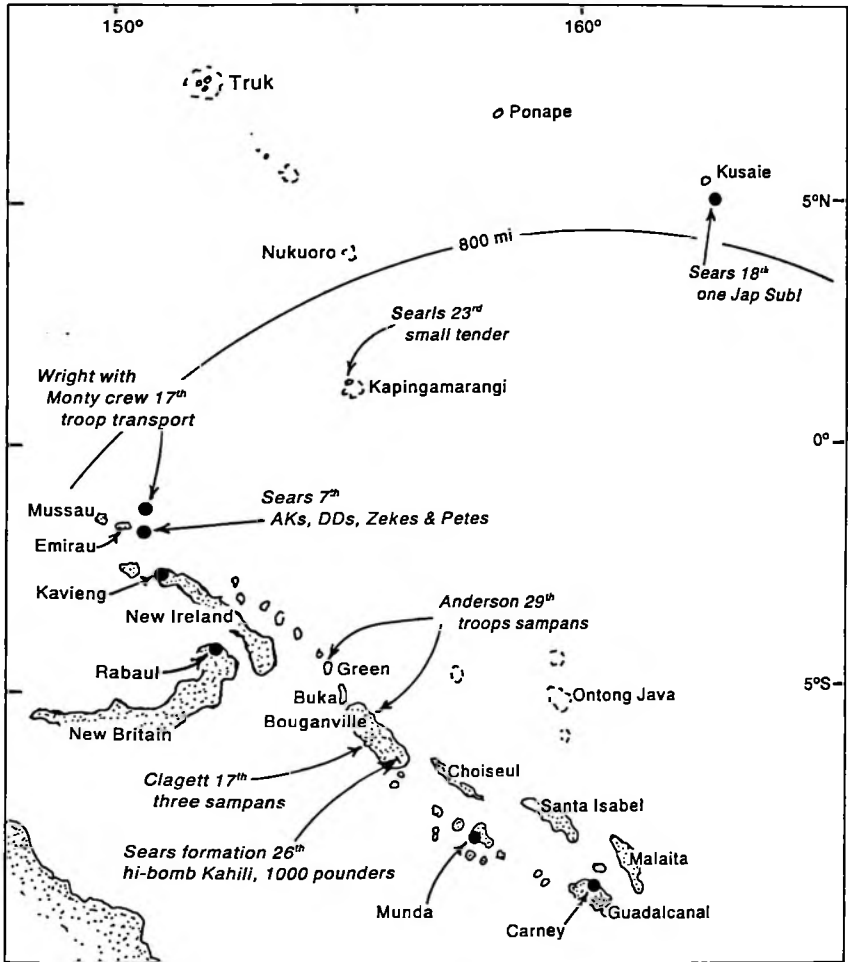 150°
160°
Truk
Ponape
Kusaie
5°N
800 mi
Nukuoro
Sears 18th
one Jap Sub!
Searls 23rd
small tender
Wright with
Monty crew 17th
troop transport
Kapingamarangi
0°
Sears 7th
AKs, DDs, Zekes & Petes
Mussau
Emirau
Kavieng
New Ireland
Anderson 29th
troops sampans
Rabaul
Green
5°S
Buka
Ontong Java
Bouganville
New Britain
Choiseul
Clagett 17th
three sampans
Santa Isabel
Sears formation 26th
hi-bomb Kahili, 1000 pounders
Malaita
Munda
Guadalcanal
Carney